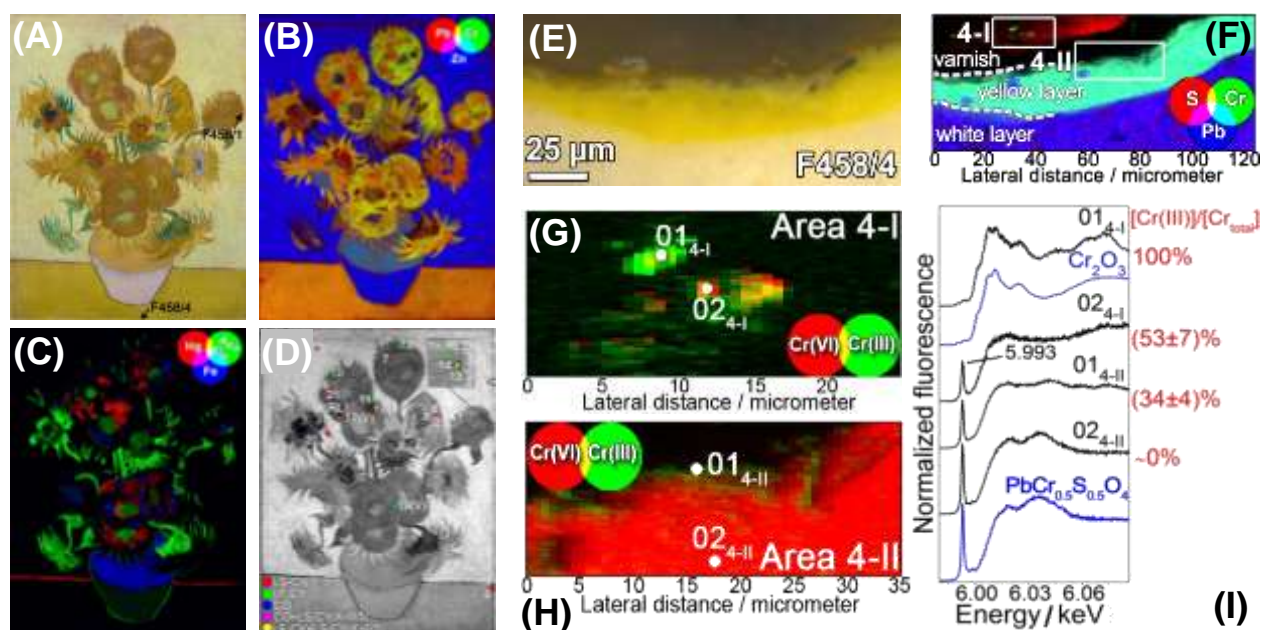 (A)
F458/1
F458/4
(B)
Pb
Cr
Zn
(C)
Hg
Fe
(D)
(E)
25 µm
F458/4
(F)
4-I
4-II
varnish
yellow layer
white layer
S
Cr
Pb
0 20 40 60 80 100 120
Lateral distance / micrometer
(G)
Area 4-I
01 4-I
02 4-I
Cr(VI) Cr(III)
0 5 10 15 20
Lateral distance / micrometer
Cr(VI) Cr(III)
01 4-II
02 4-II
Area 4-II
0 5 10 15 20 25 30 35
Lateral distance / micrometer
(H)
[Cr(III)]/[Cr total]
01 4-I
100%
Cr2O3
02 4-I
(53±7)%
5.993
01 4-II
(34±4)%
02 4-II
~0%
PbCr0.5S0.5O4
Normalized fluorescence
6.00 6.03 6.06
Energy / keV
(I)